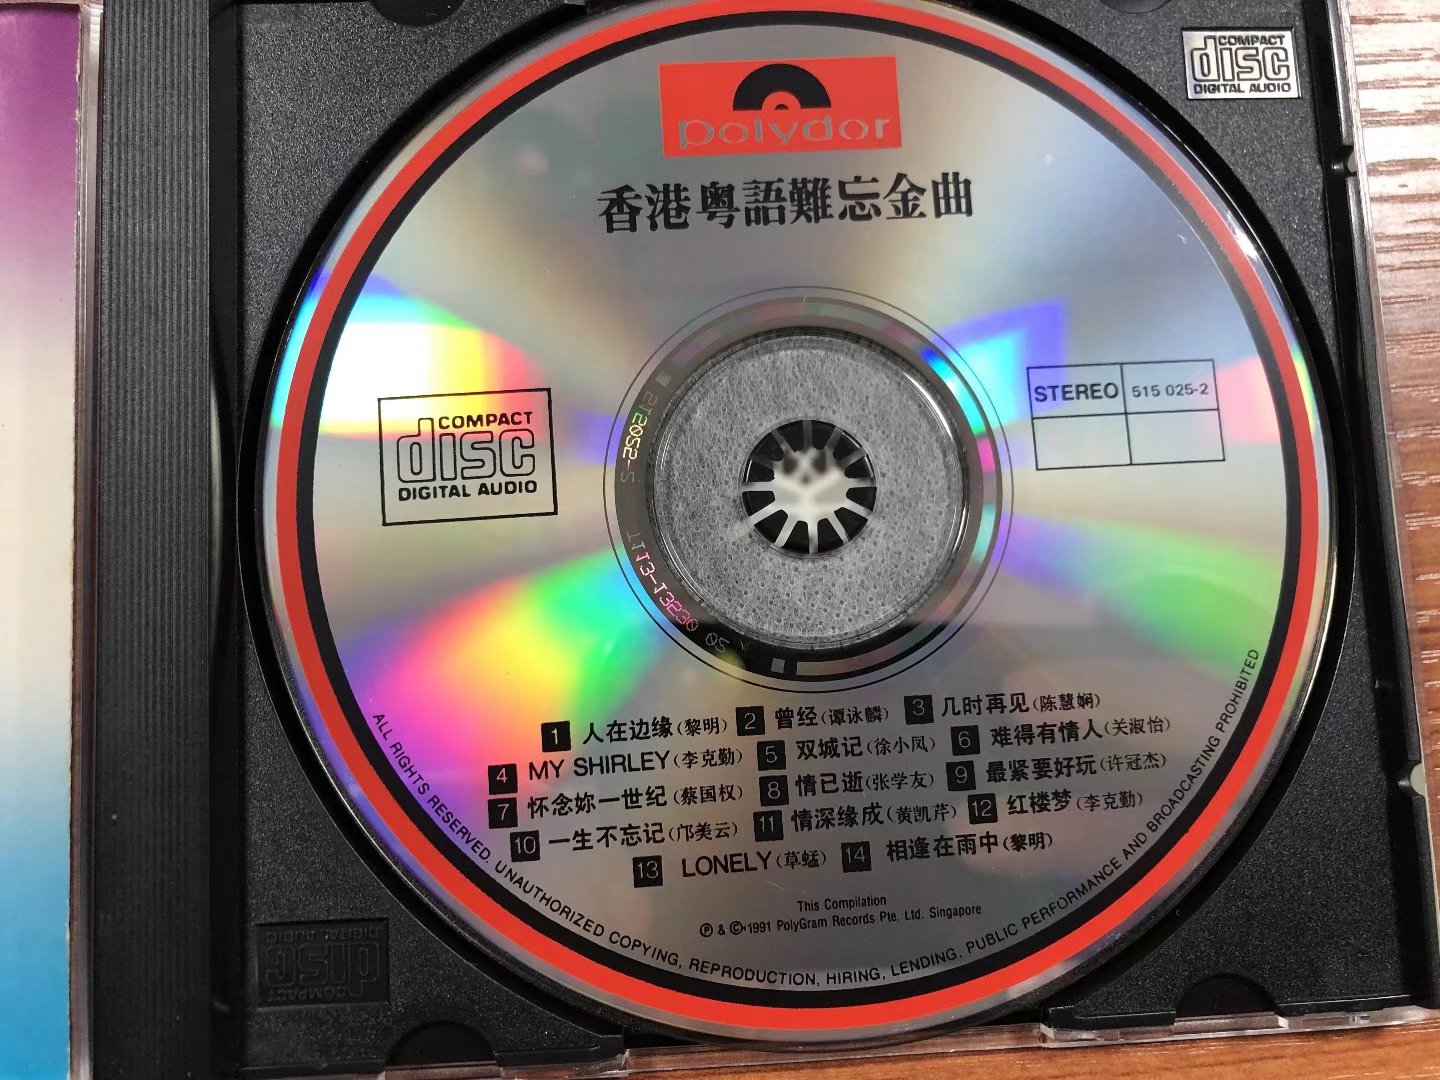 polydor
COMPACT
disc
DIGITAL AUDIO
香港粵語難忘金曲
COMPACT
disc
DIGITAL AUDIO
STEREO 515 025-2
1 人在边缘(黎明) 2 曾经(谭咏麟) 3 几时再见(陈慧娴)
4 MY SHIRLEY(李克勤) 5 双城记(徐小凤) 6 难得有情人(关淑怡)
7 怀念妳一世纪(蔡国权) 8 情已逝(张学友) 9 最紧要好玩(许冠杰)
10 一生不忘记(邝美云) 11 情深缘成(黄凯芹) 12 红楼梦(李克勤)
13 LONELY(草蜢) 14 相逢在雨中(黎明)
This Compilation
Ⓟ & © 1991 PolyGram Records Pte. Ltd. Singapore
ALL RIGHTS RESERVED. UNAUTHORIZED COPYING, REPRODUCTION, HIRING, LENDING, PUBLIC PERFORMANCE AND BROADCASTING PROHIBITED
COMPACT
disc
DIGITAL AUDIO